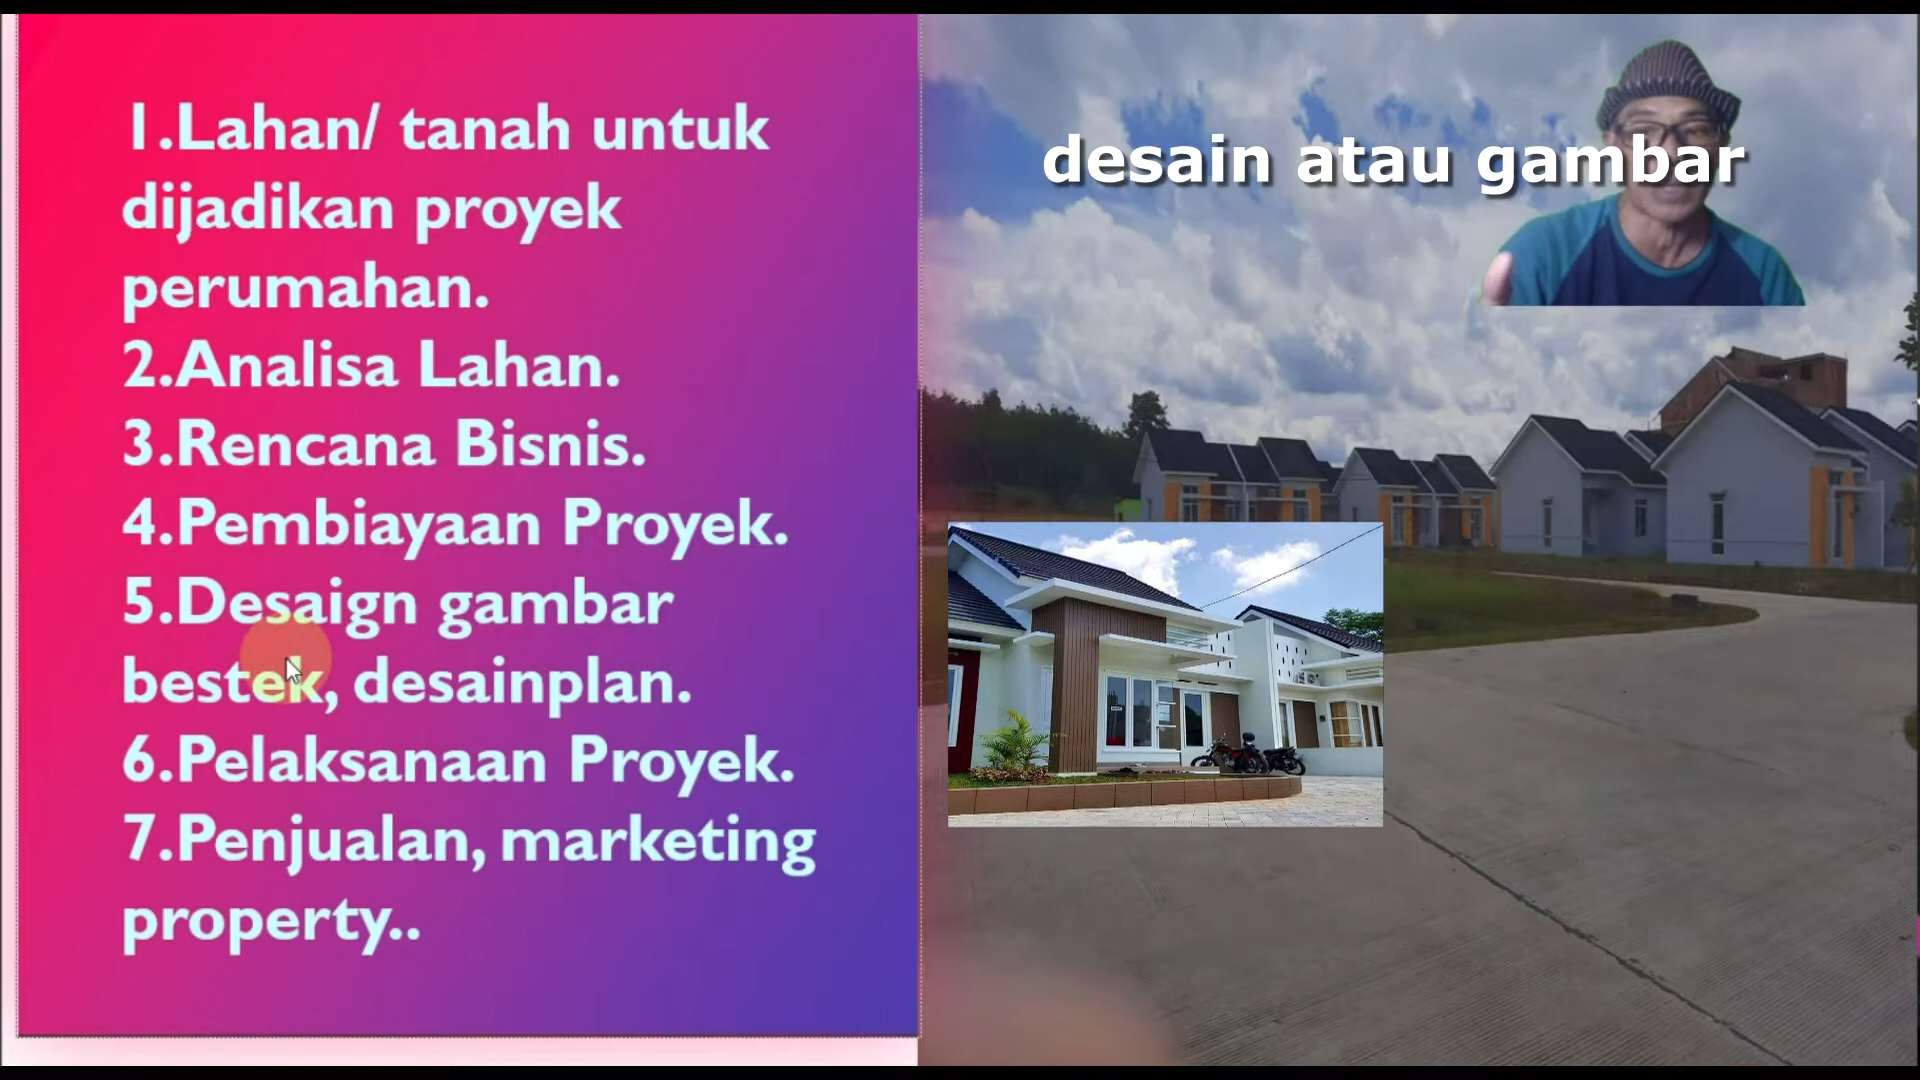 1.Lahan/ tanah untuk
dijadikan proyek
perumahan.
2.Analisa Lahan.
3.Rencana Bisnis.
4.Pembiayaan Proyek.
5.Desaign gambar
bestek, desainplan.
6.Pelaksanaan Proyek.
7.Penjualan, marketing
property..
desain atau gambar